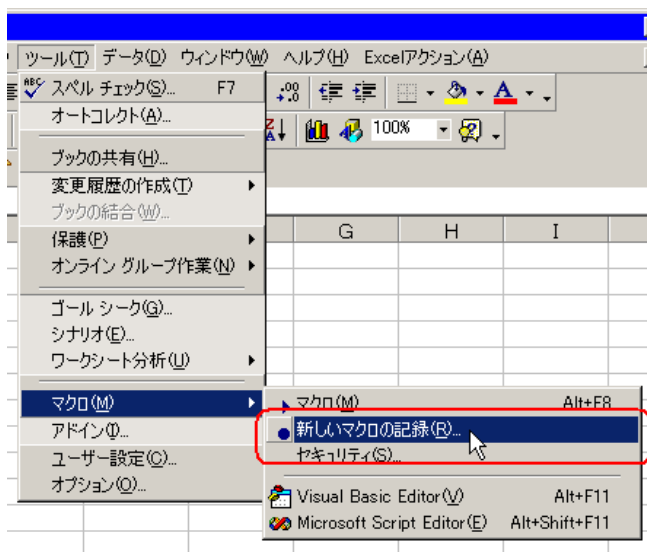 ツール(T) データ(D) ウィンドウ(W) ヘルプ(H) Excelアクション(A)
ABC スペル チェック(S)... F7
オートコレクト(A)...
100%
ブックの共有(H)...
変更履歴の作成(T)
ブックの結合(W)...
保護(P)
G H I
オンライン グループ作業(N)
ゴール シーク(G)...
シナリオ(E)...
ワークシート分析(U)
マクロ(M)
マクロ(M) Alt+F8
アドイン(I)...
新しいマクロの記録(R)...
ユーザー設定(C)...
セキュリティ(S)...
オプション(O)...
Visual Basic Editor(V) Alt+F11
Microsoft Script Editor(E) Alt+Shift+F11